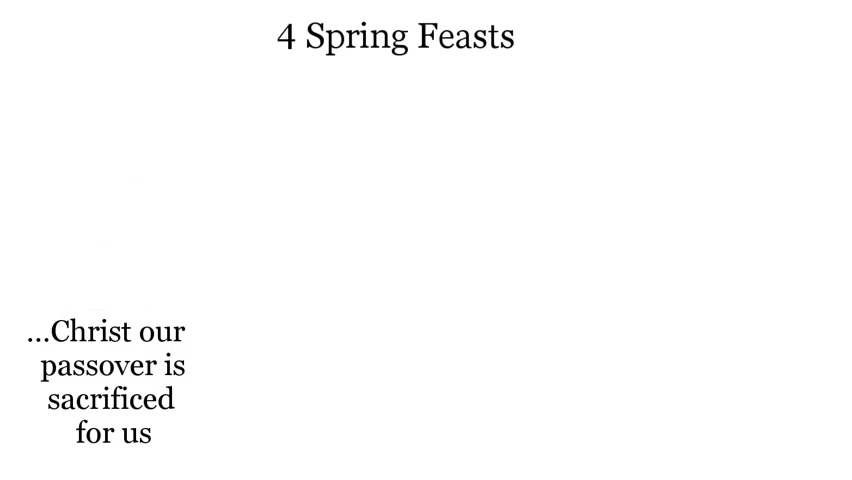 4 Spring Feasts
...Christ our
passover is
sacrificed
for us